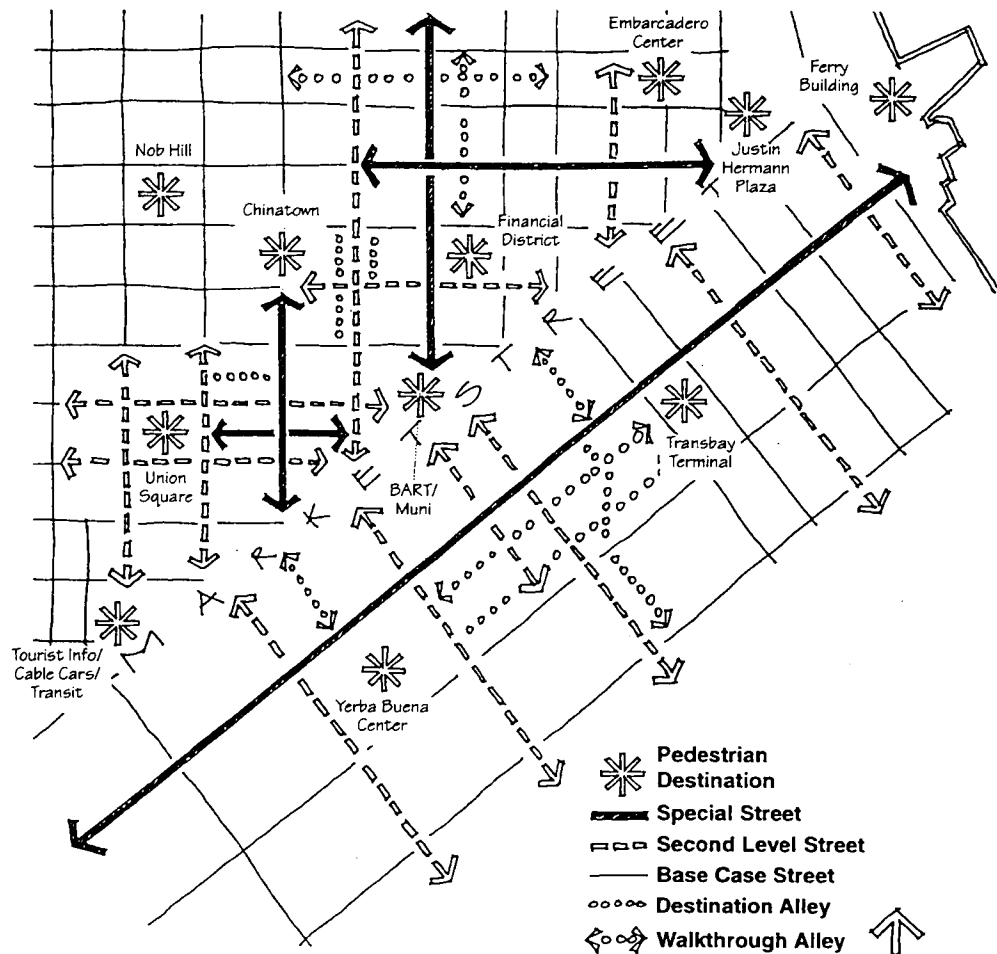 Embarcadero
Center
Ferry
Building
Nob Hill
Justin
Hermann
Plaza
Chinatown
Financial
District
MARKET STREET
Transbay
Terminal
Union
Square
BART/
Muni
Tourist Info/
Cable Cars/
Transit
Yerba Buena
Center
Pedestrian
Destination
Special Street
Second Level Street
Base Case Street
Destination Alley
Walkthrough Alley